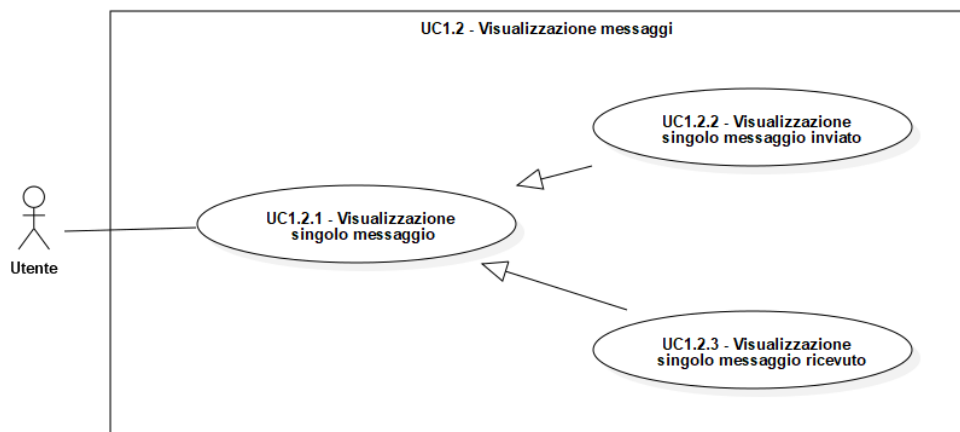 UC1.2 - Visualizzazione messaggi
UC1.2.2 - Visualizzazione
singolo messaggio inviato
UC1.2.1 - Visualizzazione
singolo messaggio
Utente
UC1.2.3 - Visualizzazione
singolo messaggio ricevuto